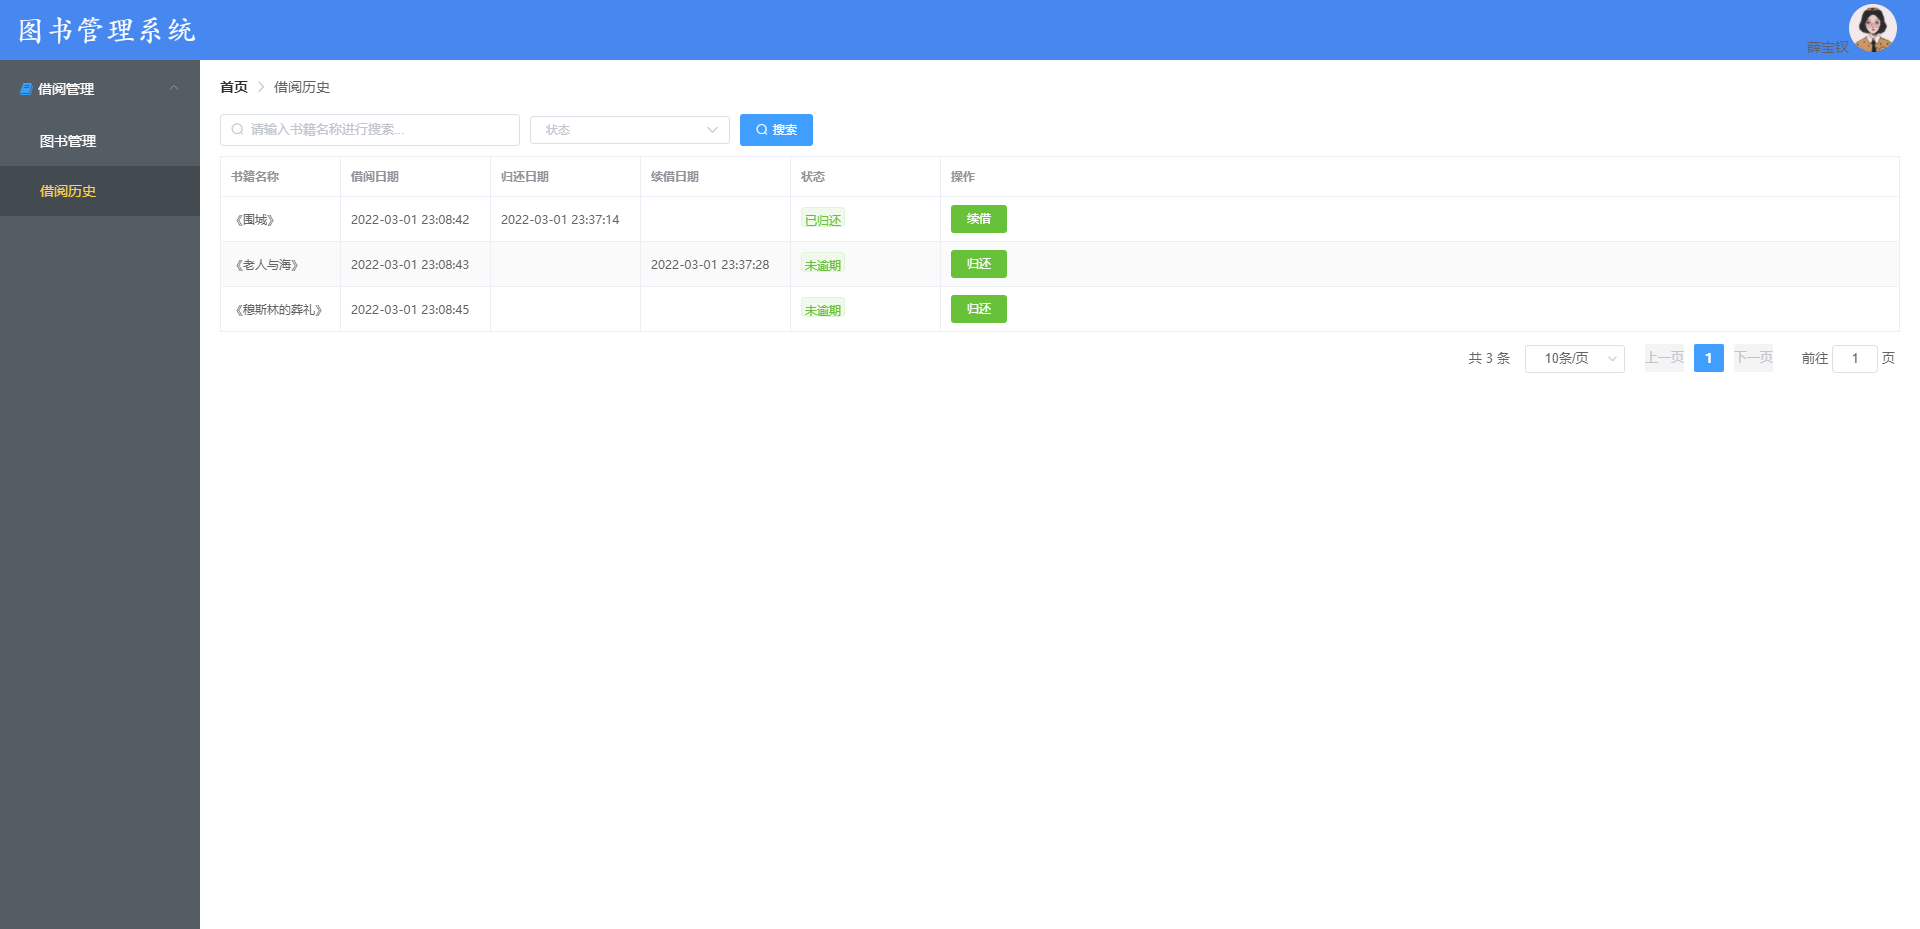 图书管理系统
薛宝钗
借阅管理
图书管理
借阅历史
首页 > 借阅历史
请输入书籍名称进行搜索...
状态
搜索
书籍名称 借阅日期 归还日期 续借日期 状态 操作
《围城》 2022-03-01 23:08:42 2022-03-01 23:37:14 已归还 续借
《老人与海》 2022-03-01 23:08:43 2022-03-01 23:37:28 未逾期 归还
《穆斯林的葬礼》 2022-03-01 23:08:45 未逾期 归还
共 3 条 10条/页 上一页 1 下一页 前往 1 页